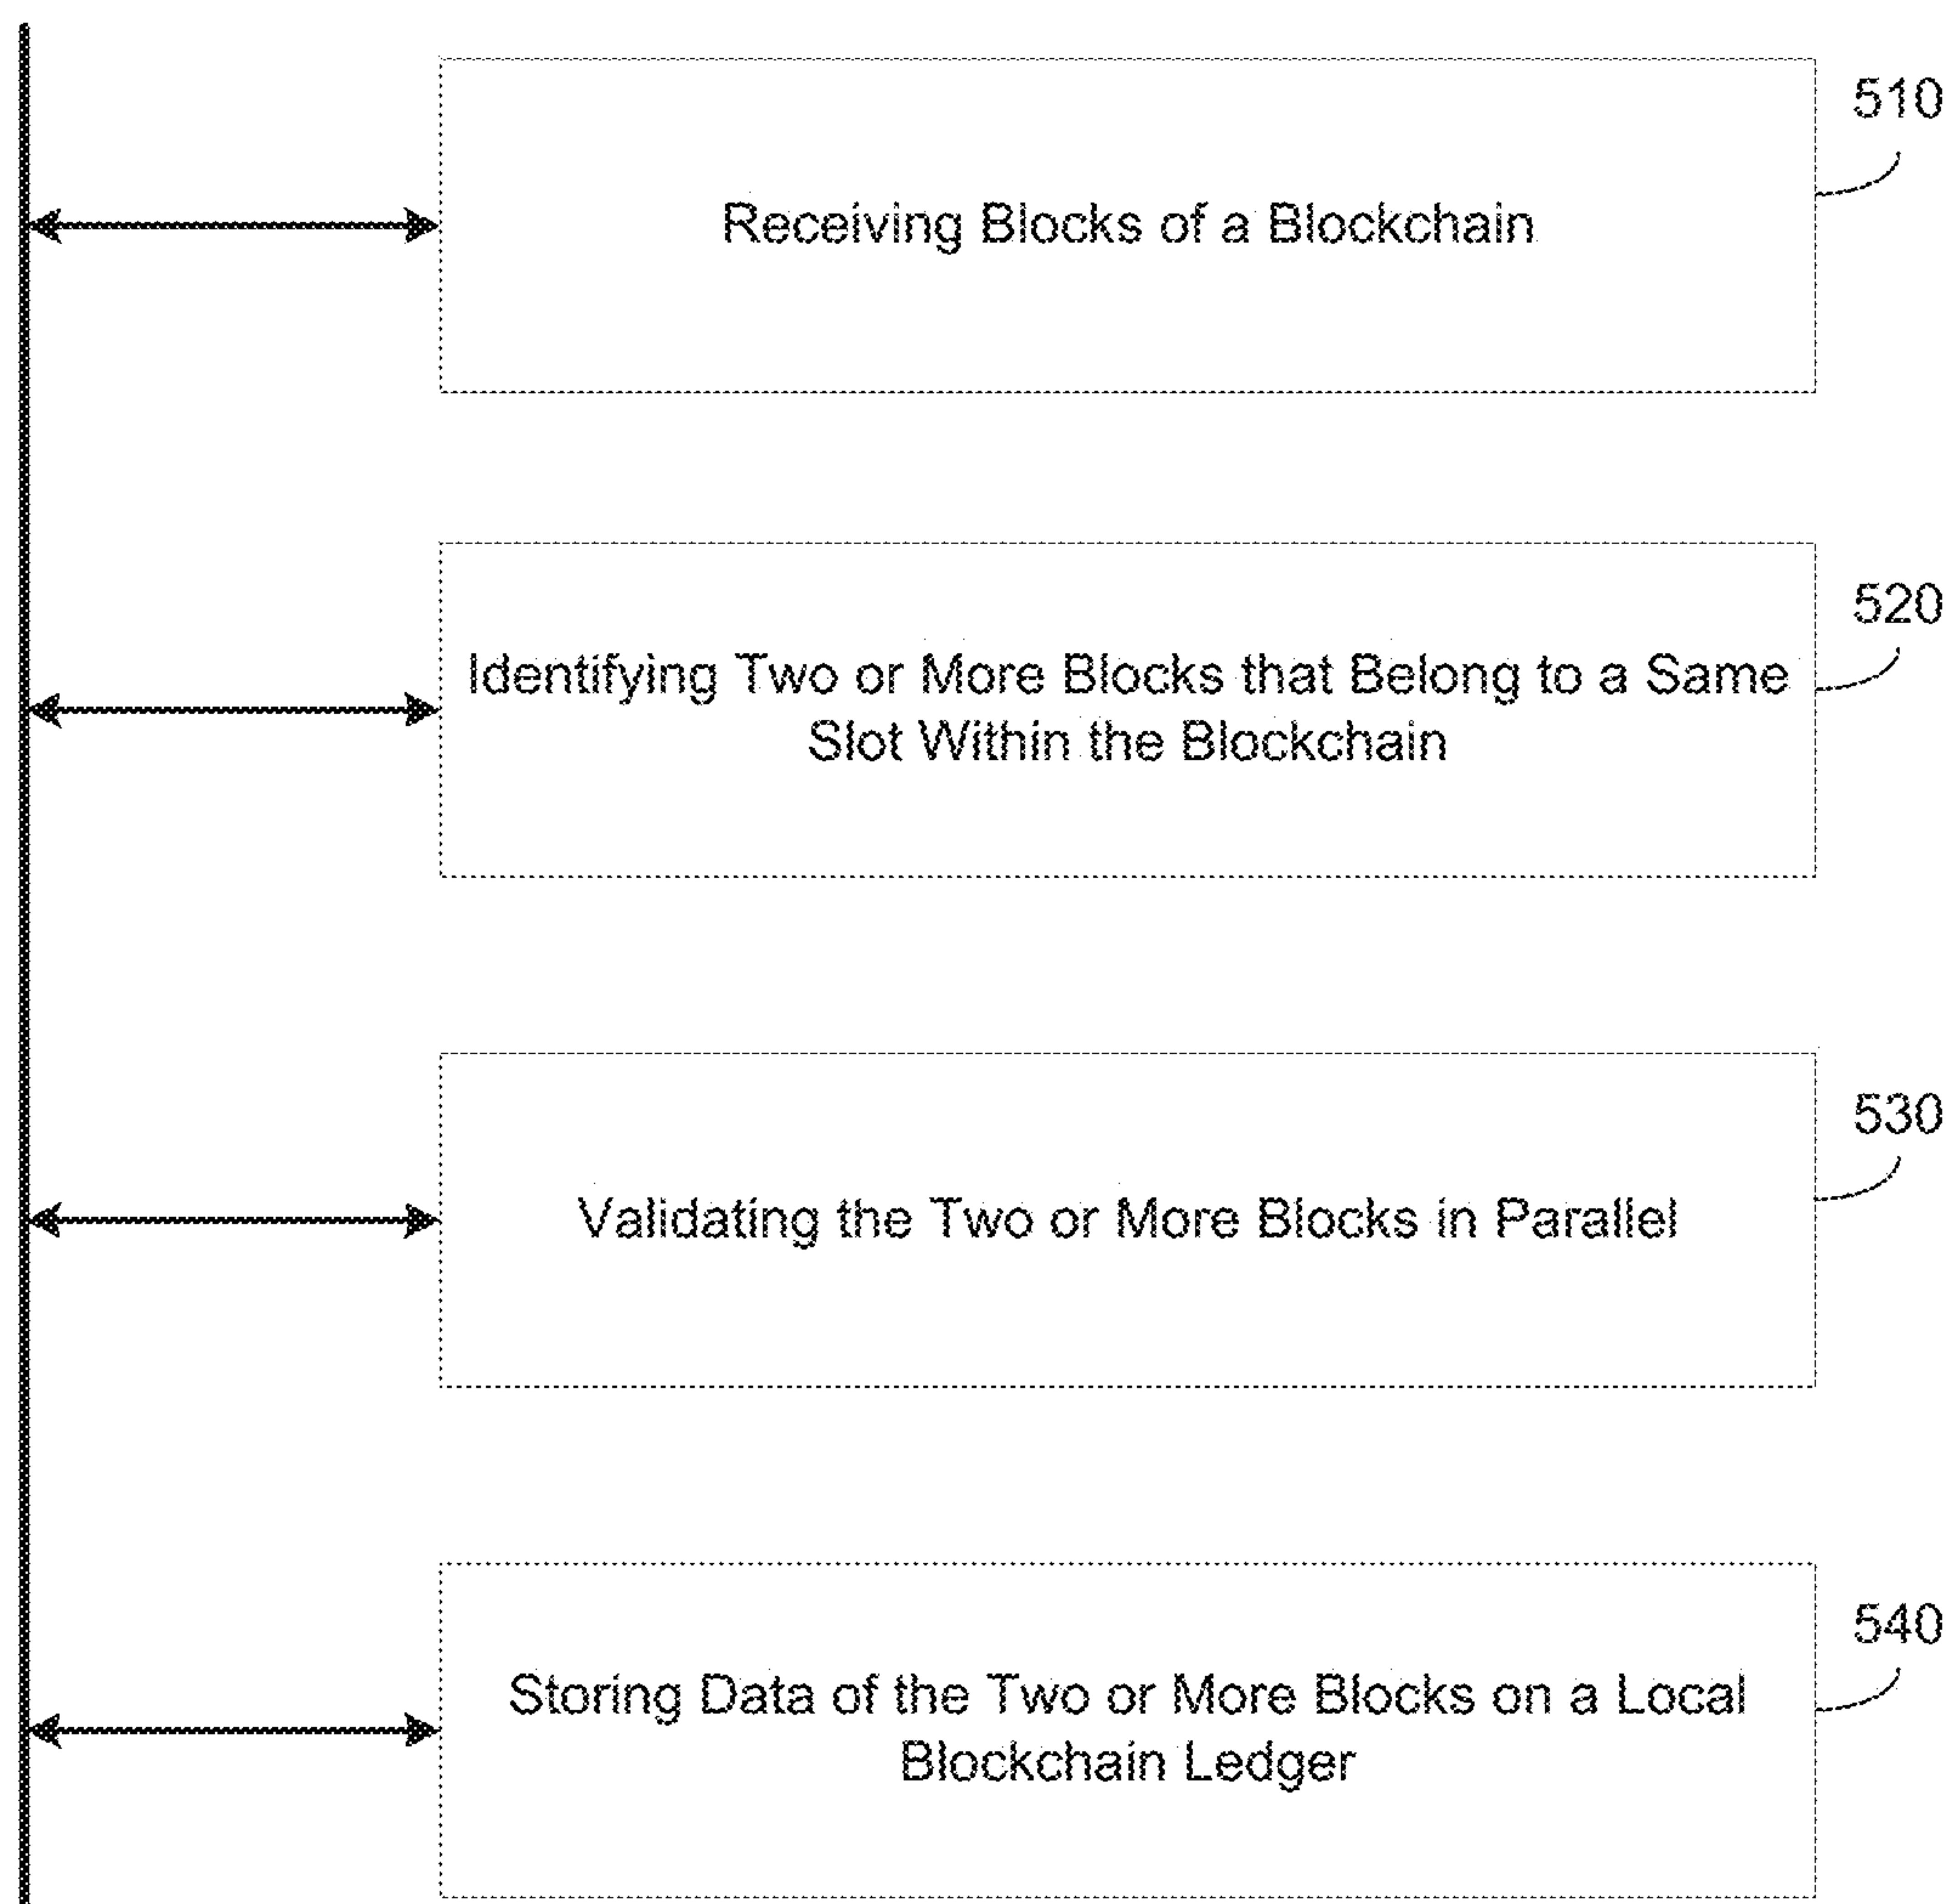 510
Receiving Blocks of a Blockchain
520
Identifying Two or More Blocks that Belong to a Same
Slot Within the Blockchain
530
Validating the Two or More Blocks in Parallel
540
Storing Data of the Two or More Blocks on a Local
Blockchain Ledger